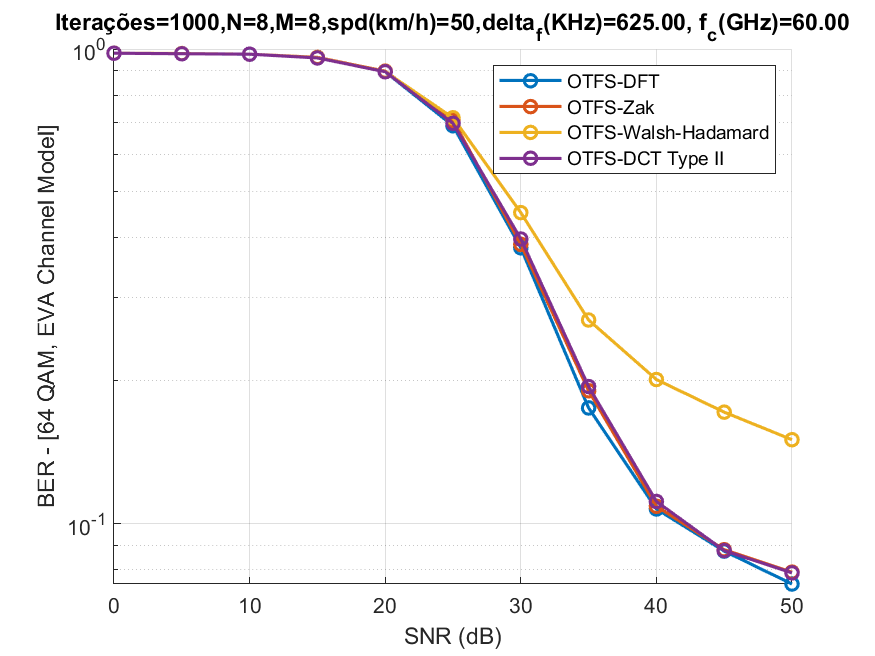 Iterações=1000,N=8,M=8,spd(km/h)=50,delta_f(KHz)=625.00, f_c(GHz)=60.00
10^0
OTFS-DFT
OTFS-Zak
OTFS-Walsh-Hadamard
OTFS-DCT Type II
BER - [64 QAM, EVA Channel Model]
10^-1
0 10 20 30 40 50
SNR (dB)